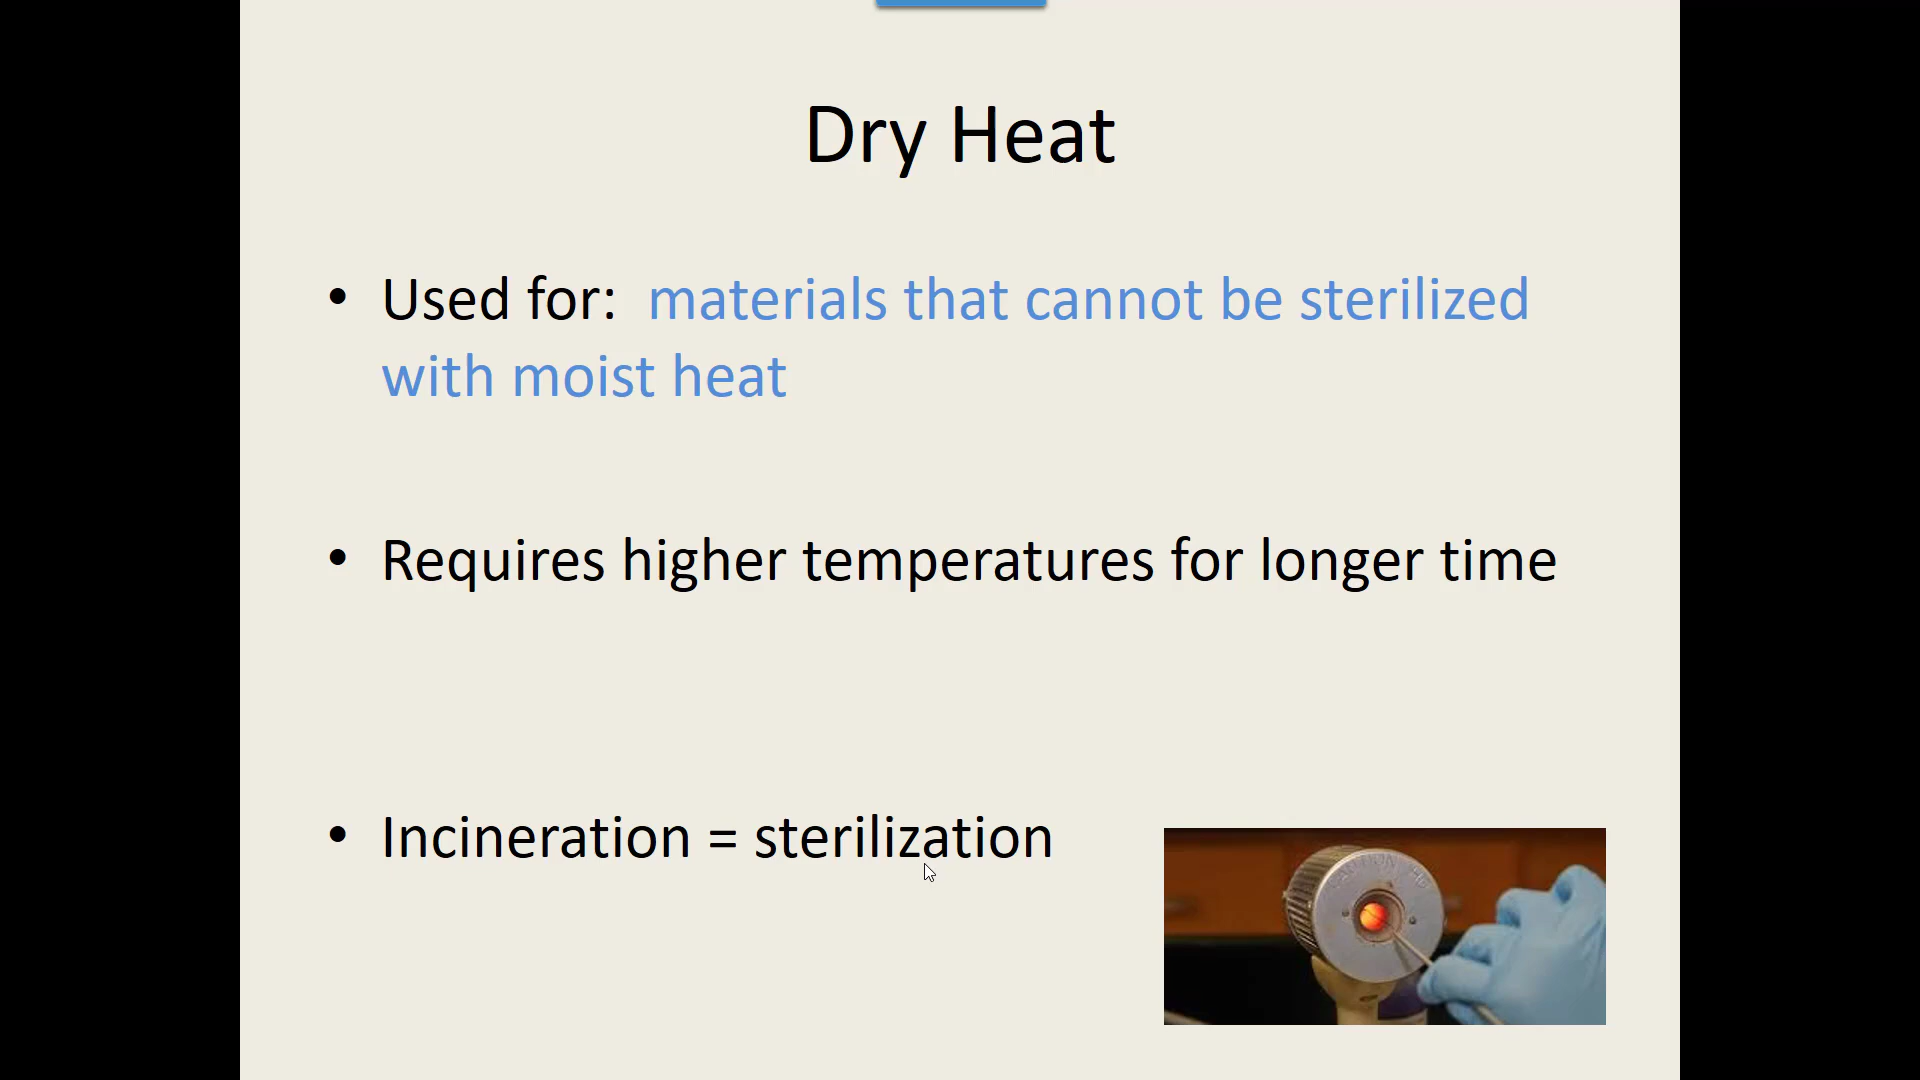 Dry Heat
• Used for:  materials that cannot be sterilized
with moist heat
• Requires higher temperatures for longer time
• Incineration = sterilization
CAUTION